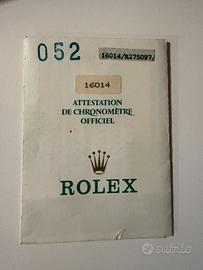 052
16014/R275097/
16014
ATTESTATION
DE CHRONOMÈTRE
OFFICIEL
ROLEX
subito